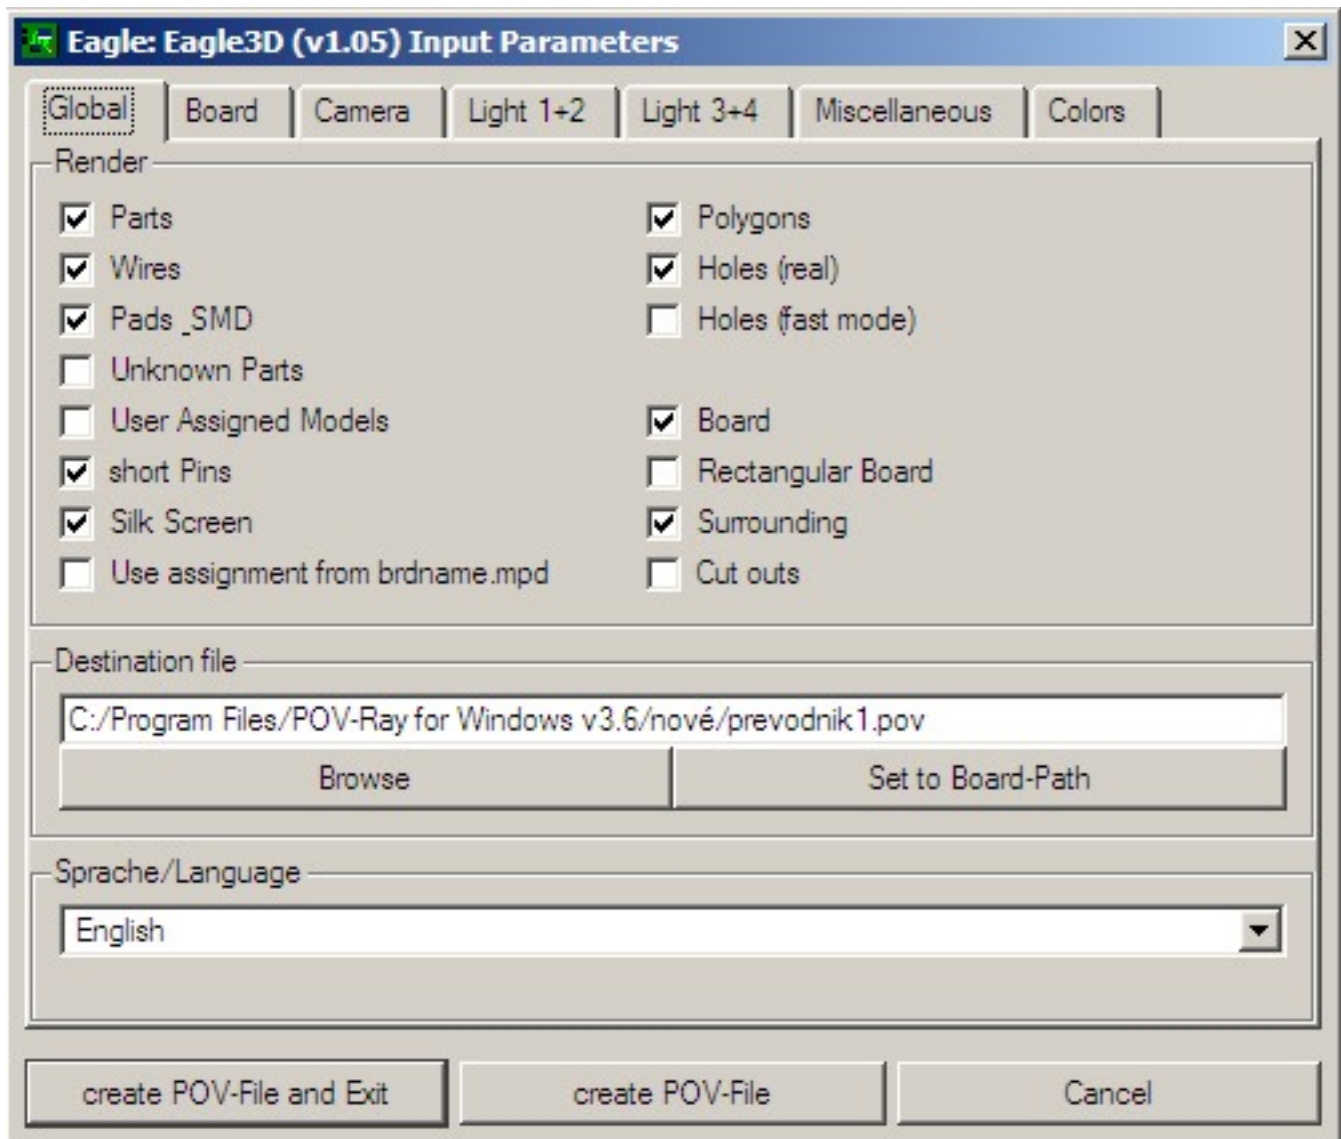 Eagle: Eagle3D (v1.05) Input Parameters
Global Board Camera Light 1+2 Light 3+4 Miscellaneous Colors
Render
Parts Polygons
Wires Holes (real)
Pads _SMD Holes (fast mode)
Unknown Parts
User Assigned Models Board
short Pins Rectangular Board
Silk Screen Surrounding
Use assignment from brdname.mpd Cut outs
Destination file
C:/Program Files/POV-Ray for Windows v3.6/nové/prevodnik1.pov
Browse Set to Board-Path
Sprache/Language
English
create POV-File and Exit create POV-File Cancel